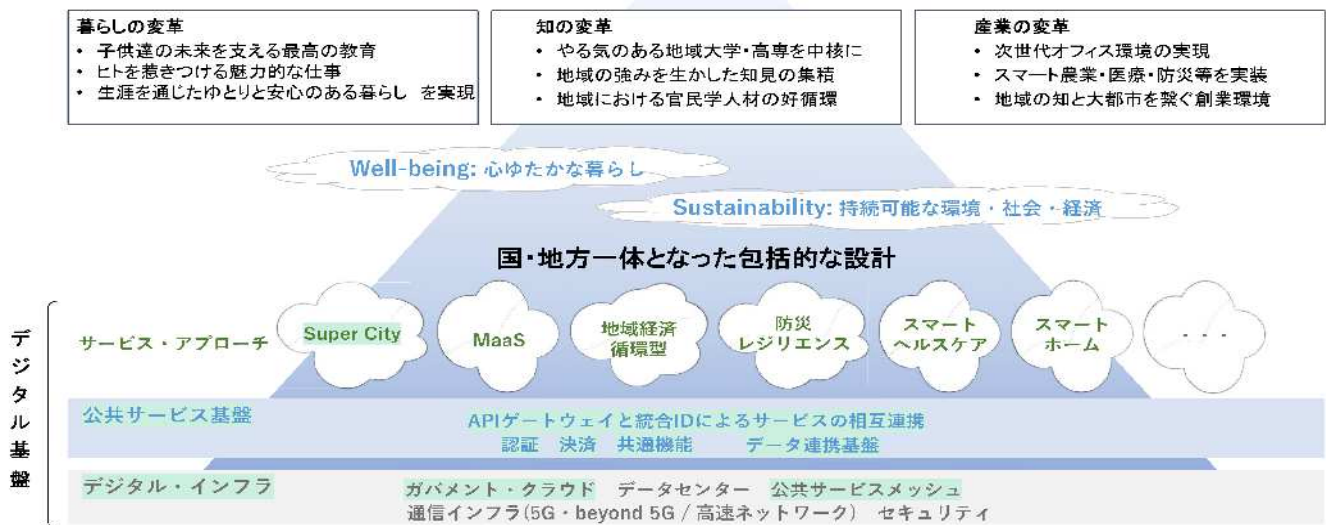 暮らしの変革
• 子供達の未来を支える最高の教育
• ヒトを惹きつける魅力的な仕事
• 生涯を通じたゆとりと安心のある暮らし を実現
知の変革
• やる気のある地域大学・高専を中核に
• 地域の強みを生かした知見の集積
• 地域における官民学人材の好循環
産業の変革
• 次世代オフィス環境の実現
• スマート農業・医療・防災等を実装
• 地域の知と大都市を繋ぐ創業環境
Well-being: 心ゆたかな暮らし
Sustainability: 持続可能な環境・社会・経済
国・地方一体となった包括的な設計
デジタル基盤
サービス・アプローチ
Super City
MaaS
地域経済
循環型
防災
レジリエンス
スマート
ヘルスケア
スマート
ホーム
- - -
公共サービス基盤
APIゲートウェイと統合IDによるサービスの相互連携
認証 決済 共通機能 データ連携基盤
デジタル・インフラ
ガバメント・クラウド データセンター 公共サービスメッシュ
通信インフラ(5G・beyond 5G / 高速ネットワーク) セキュリティ